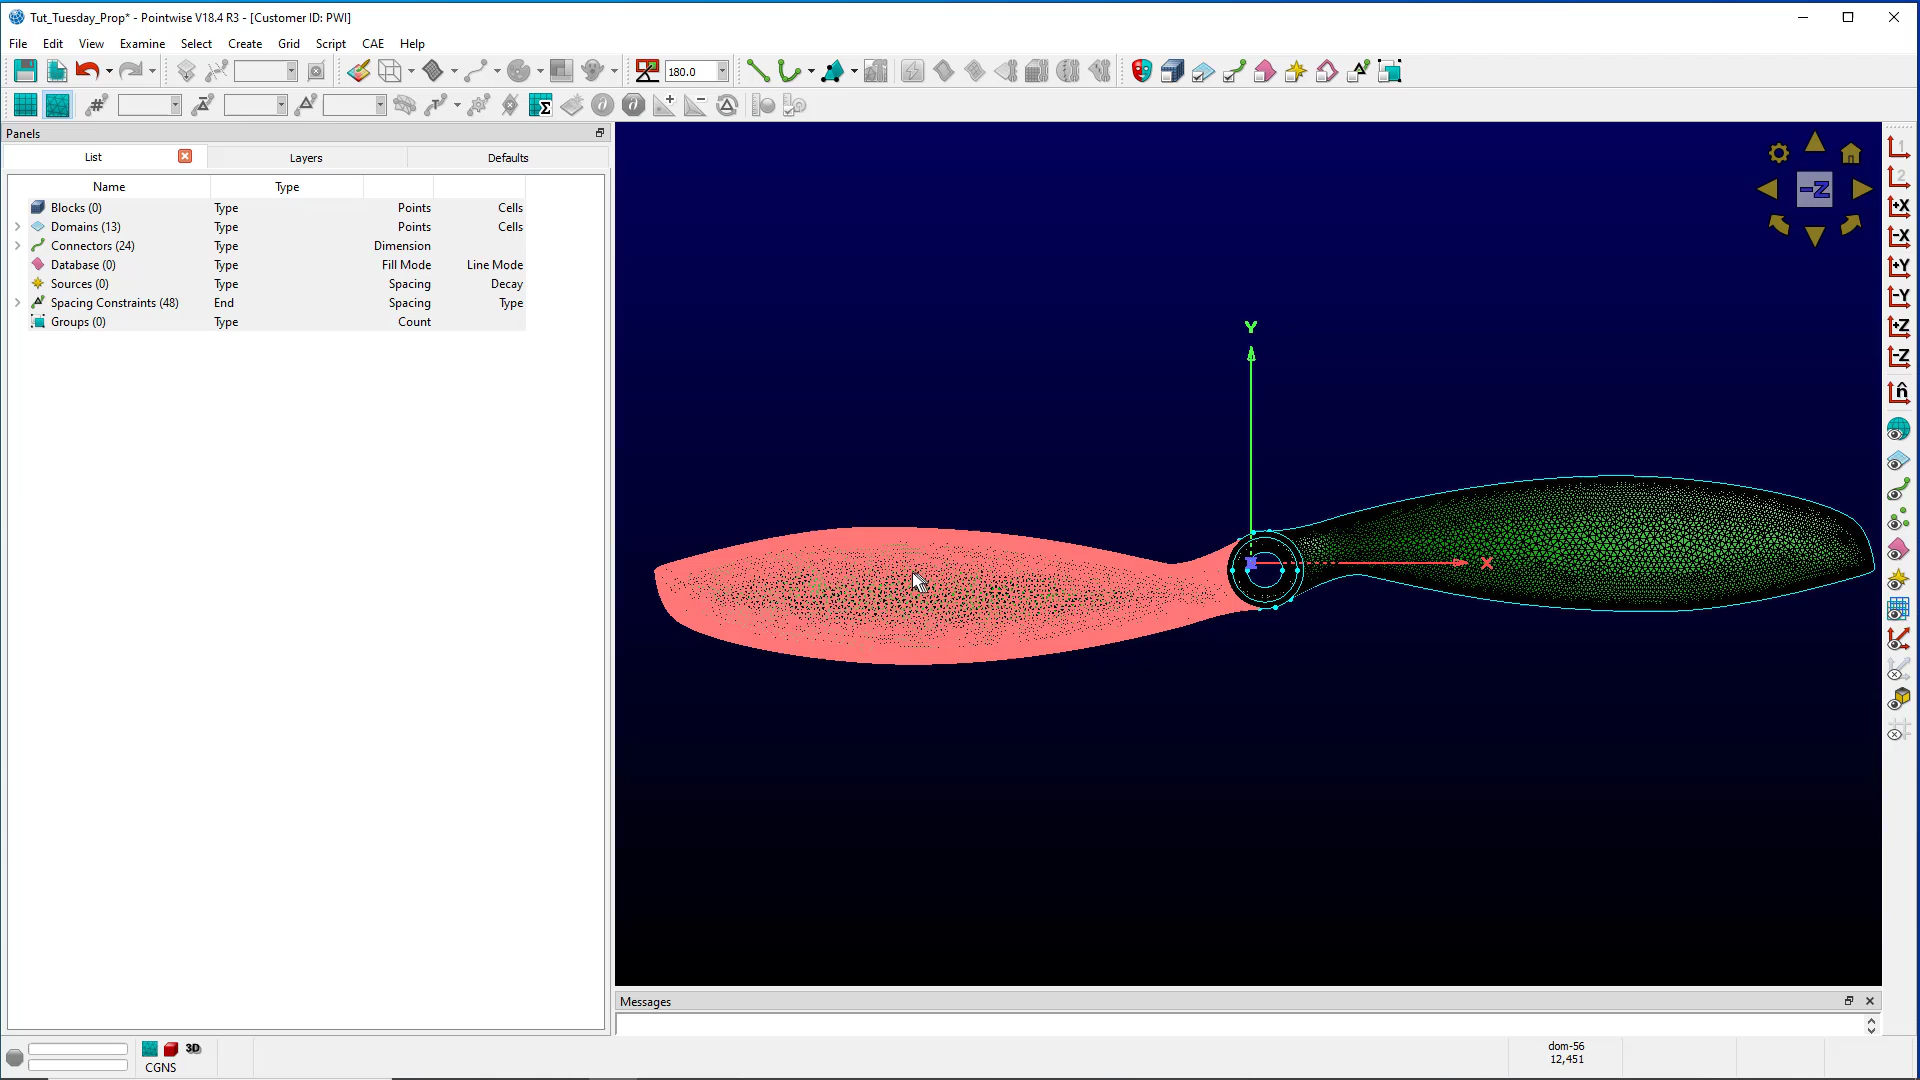 Tut_Tuesday_Prop* - Pointwise V18.4 R3 - [Customer ID: PWI]
File Edit View Examine Select Create Grid Script CAE Help
180.0
Panels
List Layers Defaults
Name Type
Blocks (0) Type Points Cells
Domains (13) Type Points Cells
Connectors (24) Type Dimension
Database (0) Type Fill Mode Line Mode
Sources (0) Type Spacing Decay
Spacing Constraints (48) End Spacing Type
Groups (0) Type Count
Y
X
-Z
1
2
+X
-X
+Y
-Y
+Z
-Z
n̂
Messages
3D
CGNS
dom-56
12,451